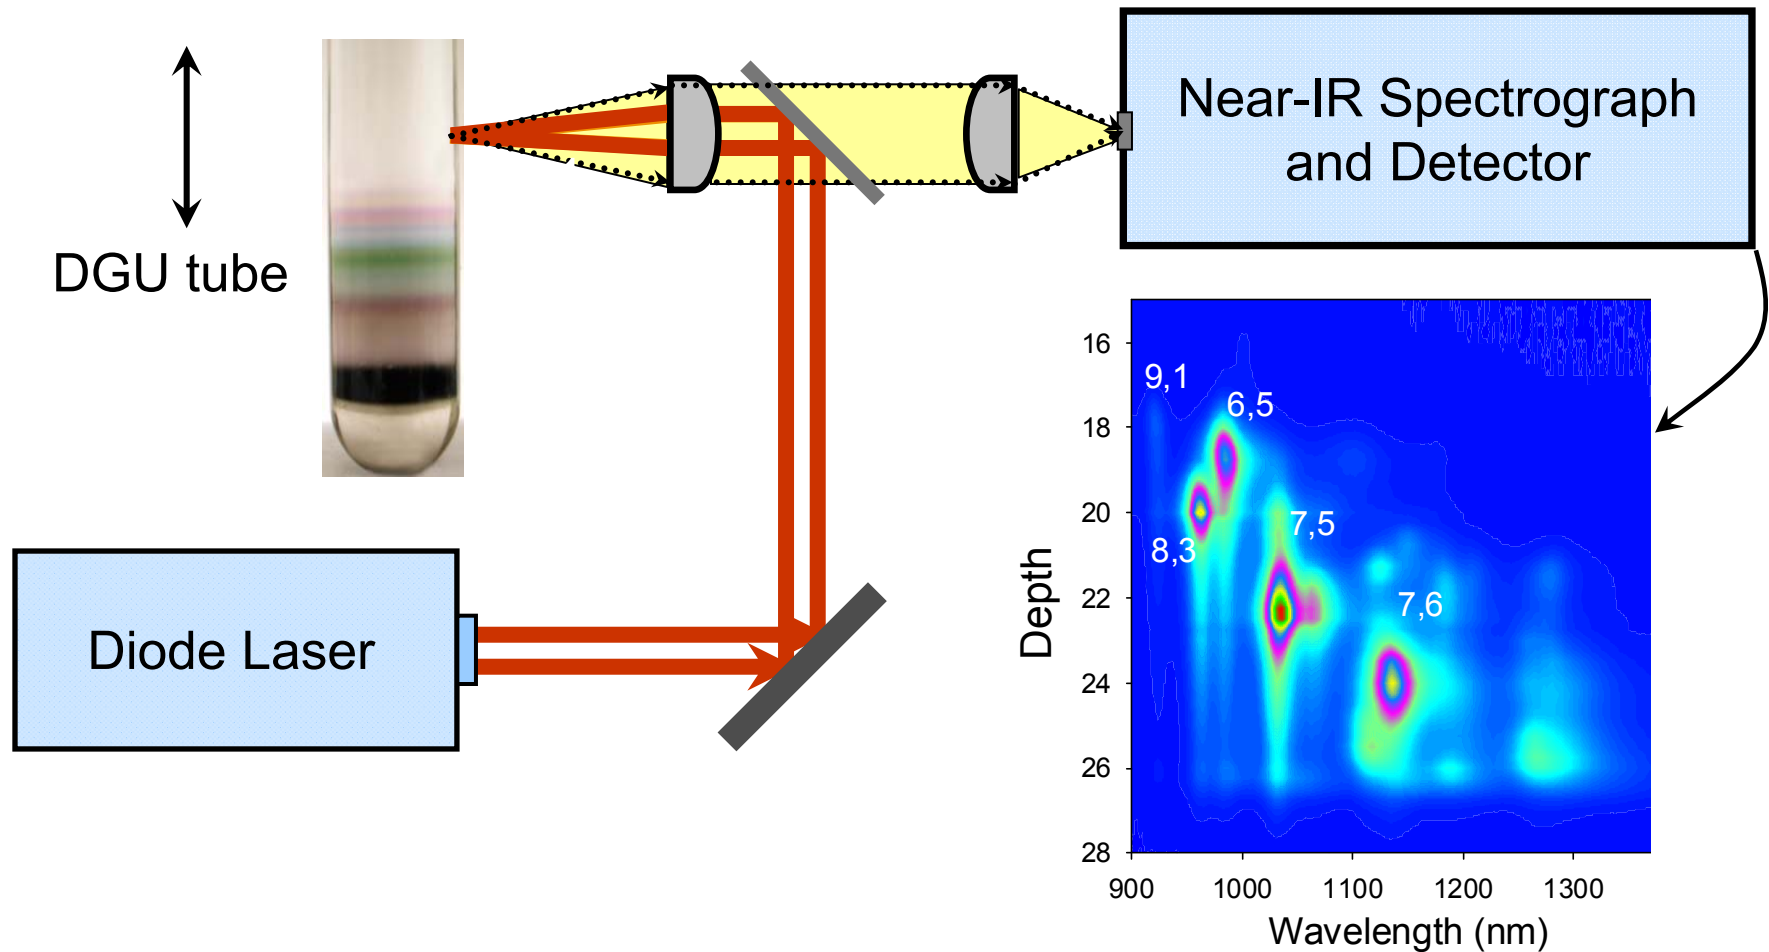 Near-IR Spectrograph
and Detector
DGU tube
Diode Laser
Depth
16
18
20
22
24
26
28
9,1
6,5
8,3
7,5
7,6
900
1000
1100
1200
1300
Wavelength (nm)